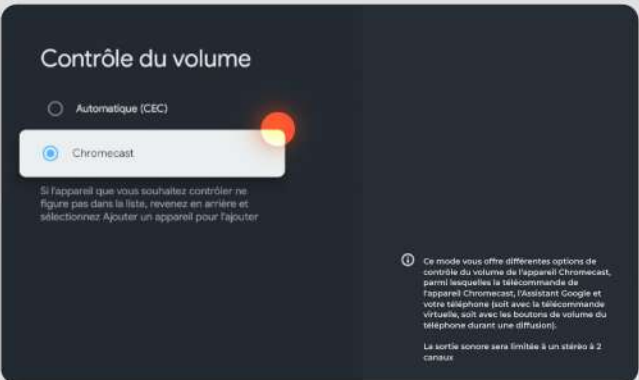 Contrôle du volume
Automatique (CEC)
Chromecast
Si l'appareil que vous souhaitez contrôler ne
figure pas dans la liste, revenez en arrière et
sélectionnez Ajouter un appareil pour l'ajouter
Ce mode vous offre différentes options de
contrôle du volume de l'appareil Chromecast,
parmi lesquelles la télécommande de
l'appareil Chromecast, l'Assistant Google et
votre téléphone (soit avec la télécommande
virtuelle, soit avec les boutons de volume du
téléphone durant une diffusion).
La sortie sonore sera limitée à un stéréo à 2
canaux